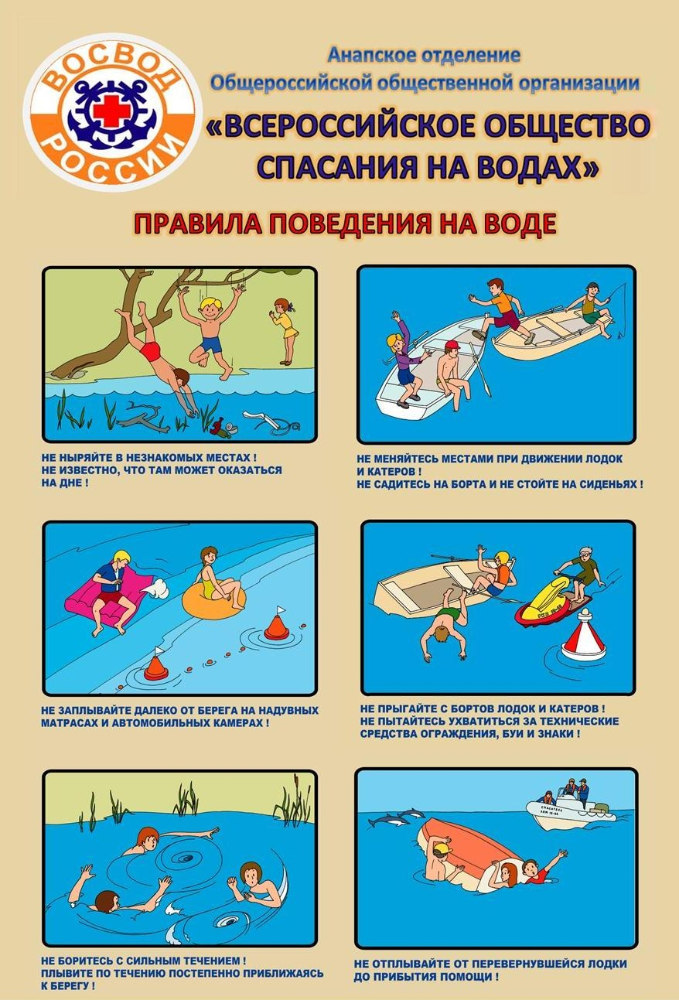 ВОСВОД
РОССИИ
Анапское отделение
Общероссийской общественной организации
«ВСЕРОССИЙСКОЕ ОБЩЕСТВО
СПАСАНИЯ НА ВОДАХ»
ПРАВИЛА ПОВЕДЕНИЯ НА ВОДЕ
НЕ НЫРЯЙТЕ В НЕЗНАКОМЫХ МЕСТАХ !
НЕ ИЗВЕСТНО, ЧТО ТАМ МОЖЕТ ОКАЗАТЬСЯ
НА ДНЕ !
НЕ МЕНЯЙТЕСЬ МЕСТАМИ ПРИ ДВИЖЕНИИ ЛОДОК
И КАТЕРОВ !
НЕ САДИТЕСЬ НА БОРТА И НЕ СТОЙТЕ НА СИДЕНЬЯХ !
НЕ ЗАПЛЫВАЙТЕ ДАЛЕКО ОТ БЕРЕГА НА НАДУВНЫХ
МАТРАСАХ И АВТОМОБИЛЬНЫХ КАМЕРАХ !
НЕ ПРЫГАЙТЕ С БОРТОВ ЛОДОК И КАТЕРОВ !
НЕ ПЫТАЙТЕСЬ УХВАТИТЬСЯ ЗА ТЕХНИЧЕСКИЕ
СРЕДСТВА ОГРАЖДЕНИЯ, БУИ И ЗНАКИ !
НЕ БОРИТЕСЬ С СИЛЬНЫМ ТЕЧЕНИЕМ !
ПЛЫВИТЕ ПО ТЕЧЕНИЮ ПОСТЕПЕННО ПРИБЛИЖАЯСЬ
К БЕРЕГУ !
СПАСАТЕЛЬ
НЕ ОТПЛЫВАЙТЕ ОТ ПЕРЕВЕРНУВШЕЙСЯ ЛОДКИ
ДО ПРИБЫТИЯ ПОМОЩИ !